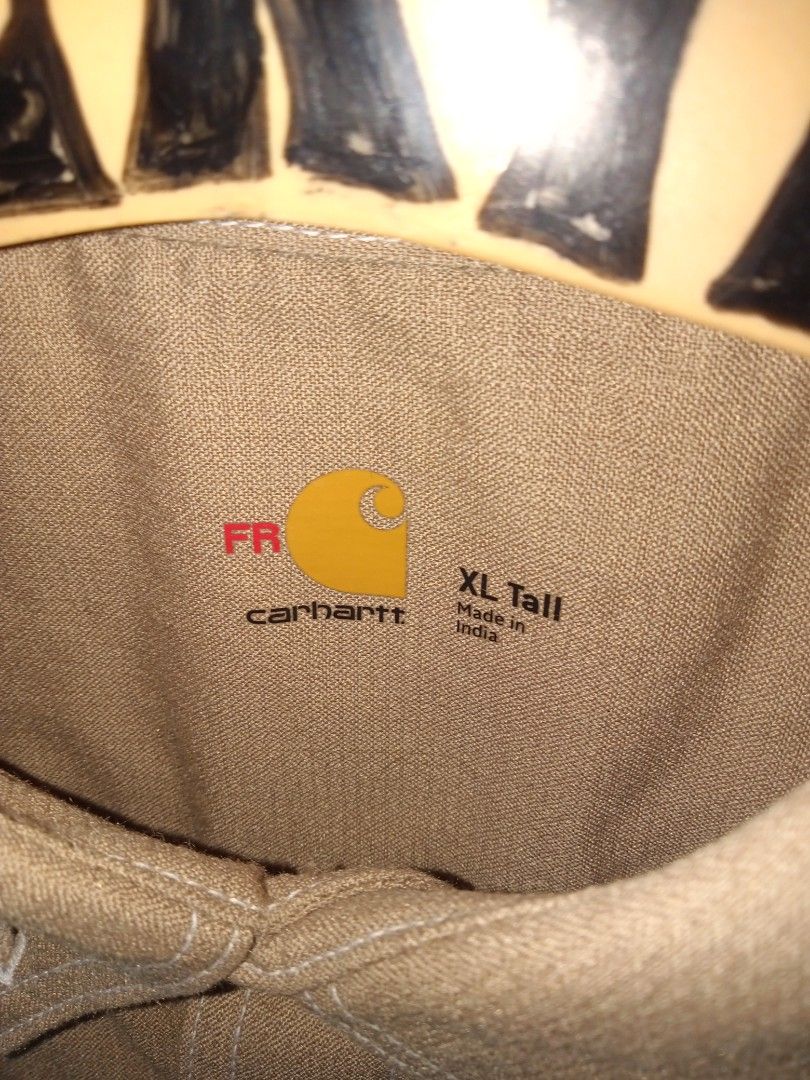 FR
carhartt
XL Tall
Made in
India